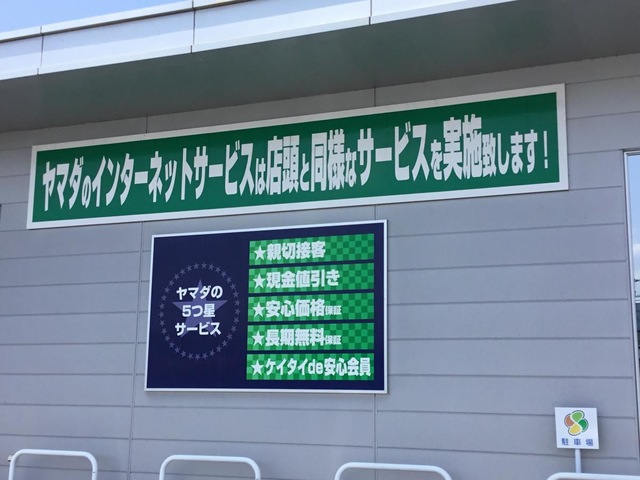 ヤマダのインターネットサービスは店頭と同様なサービスを実施致します!
ヤマダの
5つ星
サービス
★親切接客
★現金値引き
★安心価格保証
★長期無料保証
★ケイタイde安心会員
駐車場